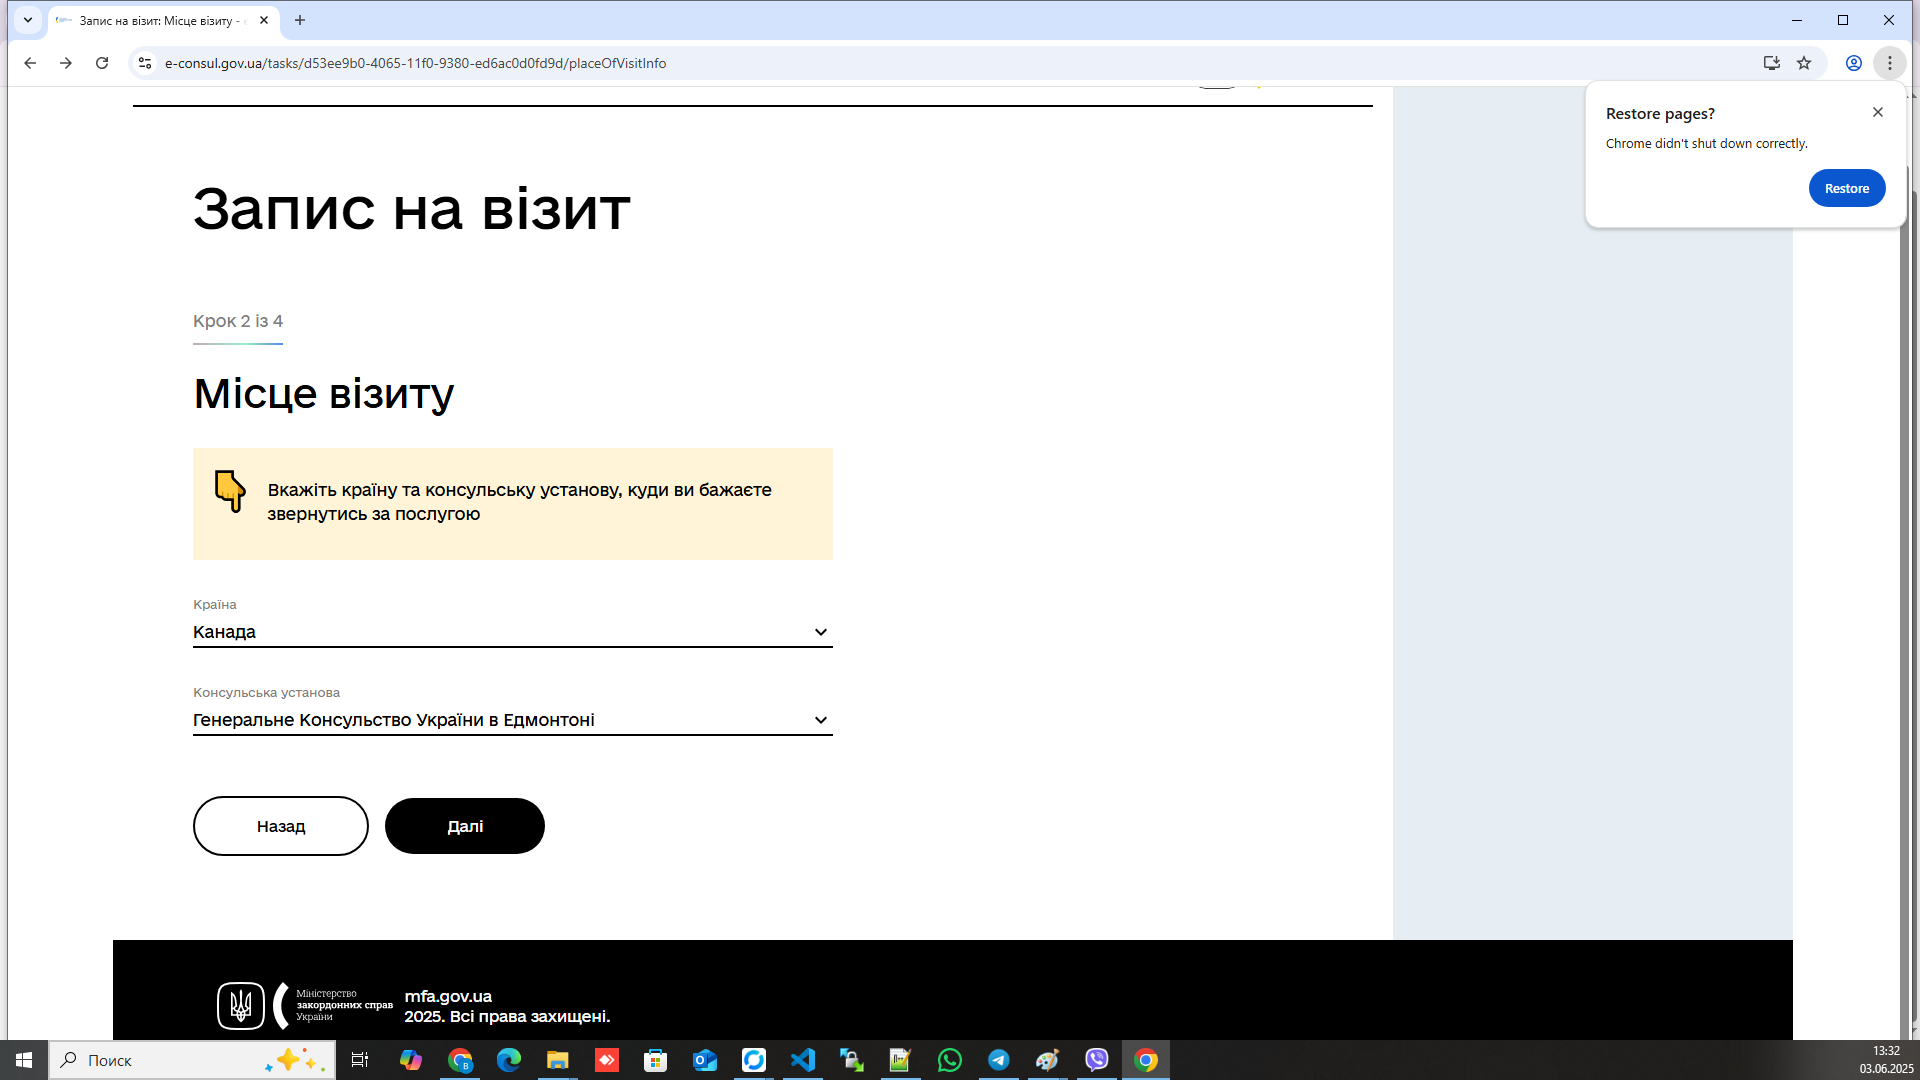 Запис на візит: Місце візиту - є
e-consul.gov.ua/tasks/d53ee9b0-4065-11f0-9380-ed6ac0d0fd9d/placeOfVisitInfo
Restore pages?
Chrome didn't shut down correctly.
Restore
Запис на візит
Крок 2 із 4
Місце візиту
Вкажіть країну та консульську установу, куди ви бажаєте
звернутись за послугою
Країна
Канада
Консульська установа
Генеральне Консульство України в Едмонтоні
Назад
Далі
Міністерство
закордонних справ
України
mfa.gov.ua
2025. Всі права захищені.
Поиск
13:32
03.06.2025